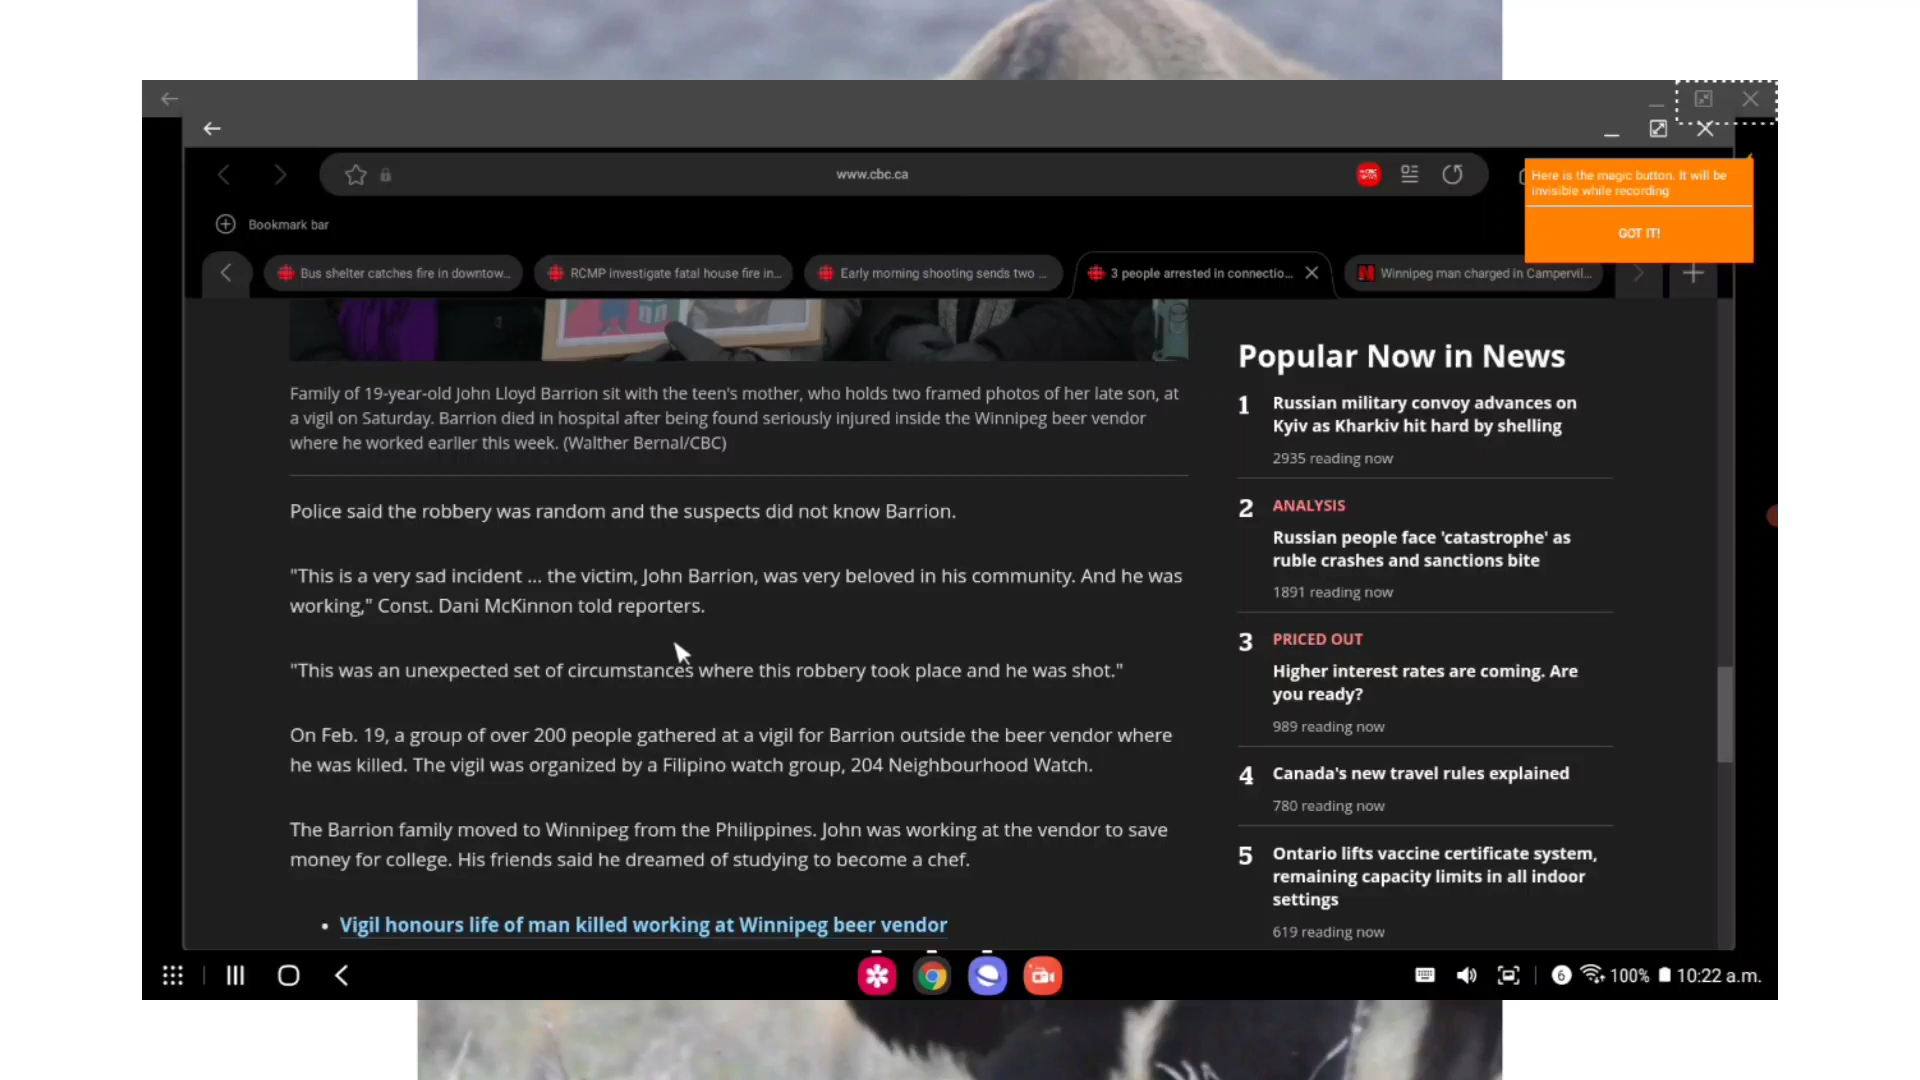 www.cbc.ca
Here is the magic button. It will be
invisible while recording
GOT IT!
Bookmark bar
Bus shelter catches fire in downtow...
RCMP investigate fatal house fire in...
Early morning shooting sends two ...
3 people arrested in connectio...
Winnipeg man charged in Campervil...
Family of 19-year-old John Lloyd Barrion sit with the teen's mother, who holds two framed photos of her late son, at
a vigil on Saturday. Barrion died in hospital after being found seriously injured inside the Winnipeg beer vendor
where he worked earlier this week. (Walther Bernal/CBC)
Police said the robbery was random and the suspects did not know Barrion.
"This is a very sad incident ... the victim, John Barrion, was very beloved in his community. And he was
working," Const. Dani McKinnon told reporters.
"This was an unexpected set of circumstances where this robbery took place and he was shot."
On Feb. 19, a group of over 200 people gathered at a vigil for Barrion outside the beer vendor where
he was killed. The vigil was organized by a Filipino watch group, 204 Neighbourhood Watch.
The Barrion family moved to Winnipeg from the Philippines. John was working at the vendor to save
money for college. His friends said he dreamed of studying to become a chef.
• Vigil honours life of man killed working at Winnipeg beer vendor
Popular Now in News
1 Russian military convoy advances on
Kyiv as Kharkiv hit hard by shelling
2935 reading now
2 ANALYSIS
Russian people face 'catastrophe' as
ruble crashes and sanctions bite
1891 reading now
3 PRICED OUT
Higher interest rates are coming. Are
you ready?
989 reading now
4 Canada's new travel rules explained
780 reading now
5 Ontario lifts vaccine certificate system,
remaining capacity limits in all indoor
settings
619 reading now
6 100% 10:22 a.m.